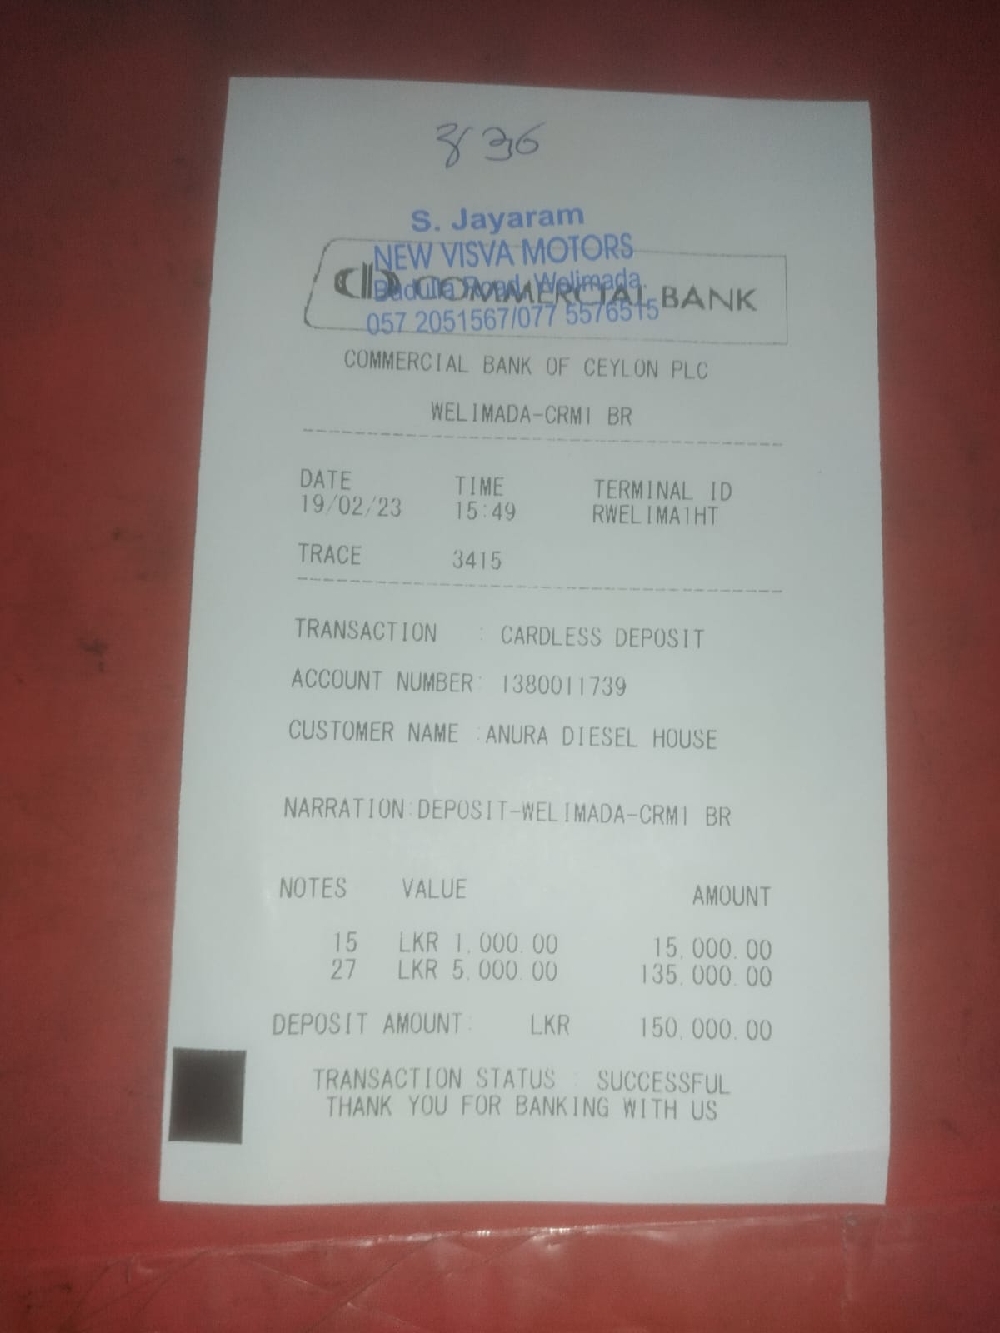 836
S. Jayaram
NEW VISVA MOTORS
Badulla Road, Welimada.
057 2051567/077 5576515
COMMERCIAL BANK
COMMERCIAL BANK OF CEYLON PLC
WELIMADA-CRM1 BR
DATE TIME TERMINAL ID
19/02/23 15:49 RWELIMA1HT
TRACE 3415
TRANSACTION : CARDLESS DEPOSIT
ACCOUNT NUMBER: 1380011739
CUSTOMER NAME :ANURA DIESEL HOUSE
NARRATION:DEPOSIT-WELIMADA-CRM1 BR
NOTES VALUE AMOUNT
15 LKR 1,000.00 15,000.00
27 LKR 5,000.00 135,000.00
DEPOSIT AMOUNT: LKR 150,000.00
TRANSACTION STATUS : SUCCESSFUL
THANK YOU FOR BANKING WITH US